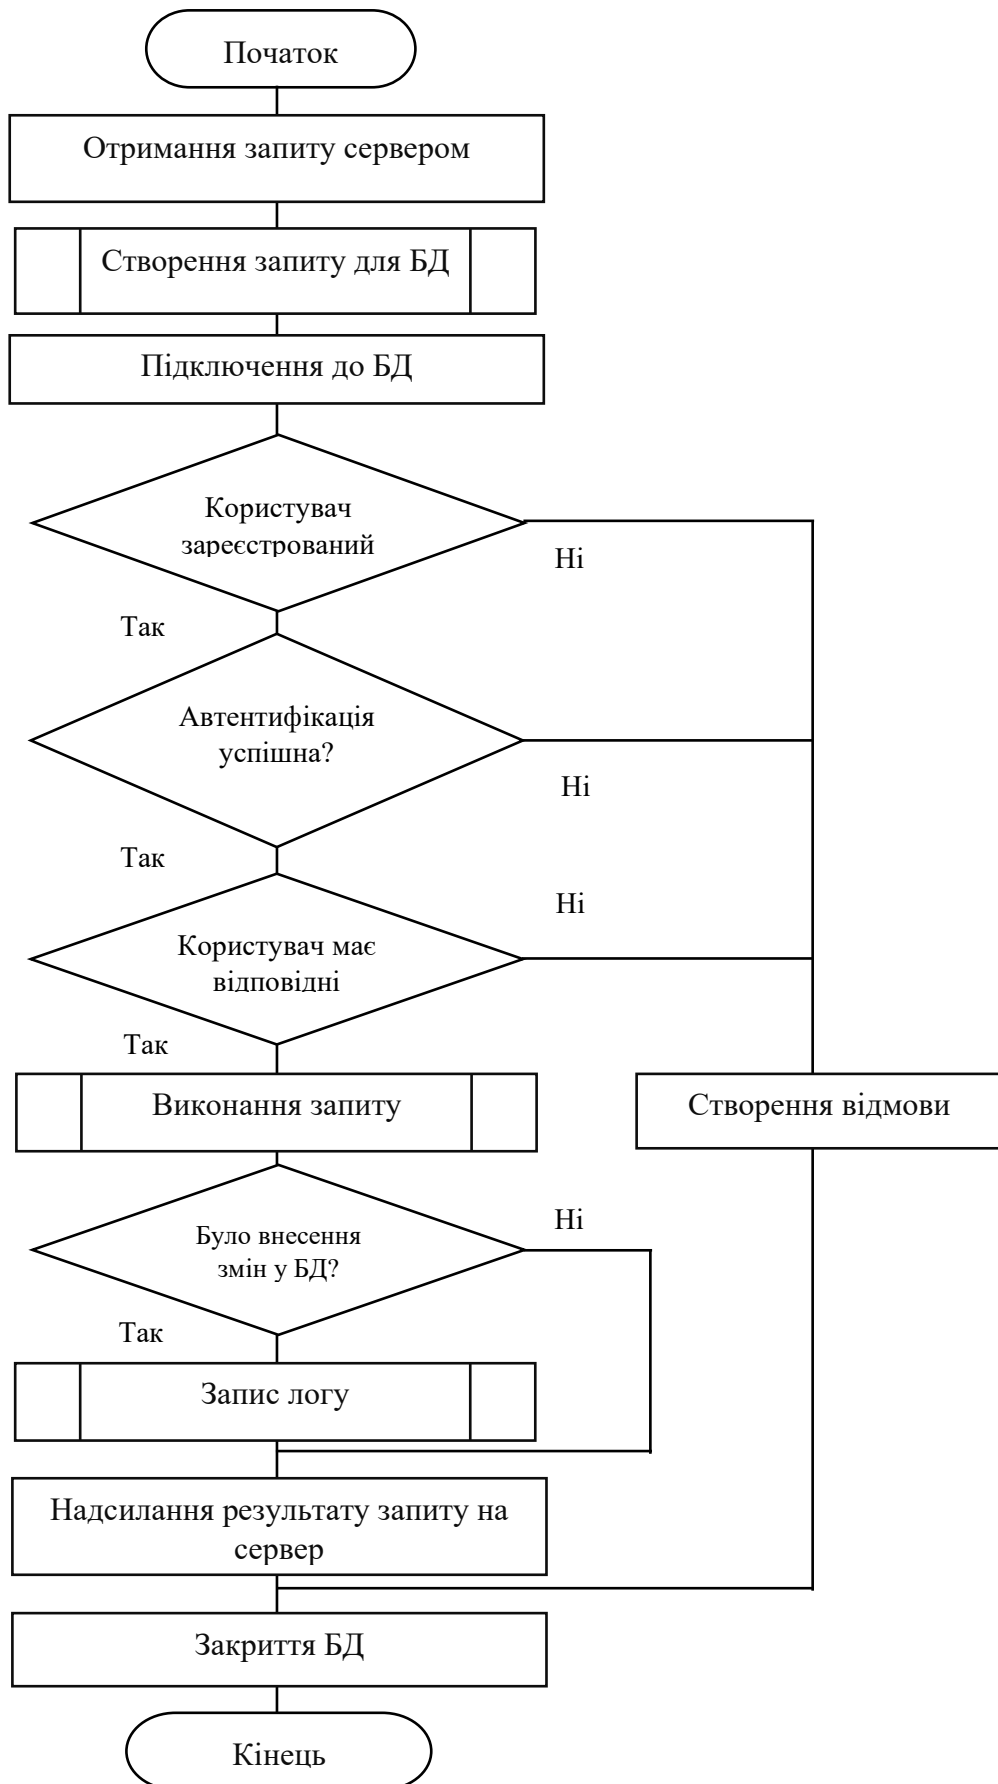 Початок
Отримання запиту сервером
Створення запиту для БД
Підключення до БД
Користувач
зареєстрований
Ні
Так
Автентифікація
успішна?
Ні
Так
Ні
Користувач має
відповідні
Так
Виконання запиту
Створення відмови
Ні
Було внесення
змін у БД?
Так
Запис логу
Надсилання результату запиту на
сервер
Закриття БД
Кінець